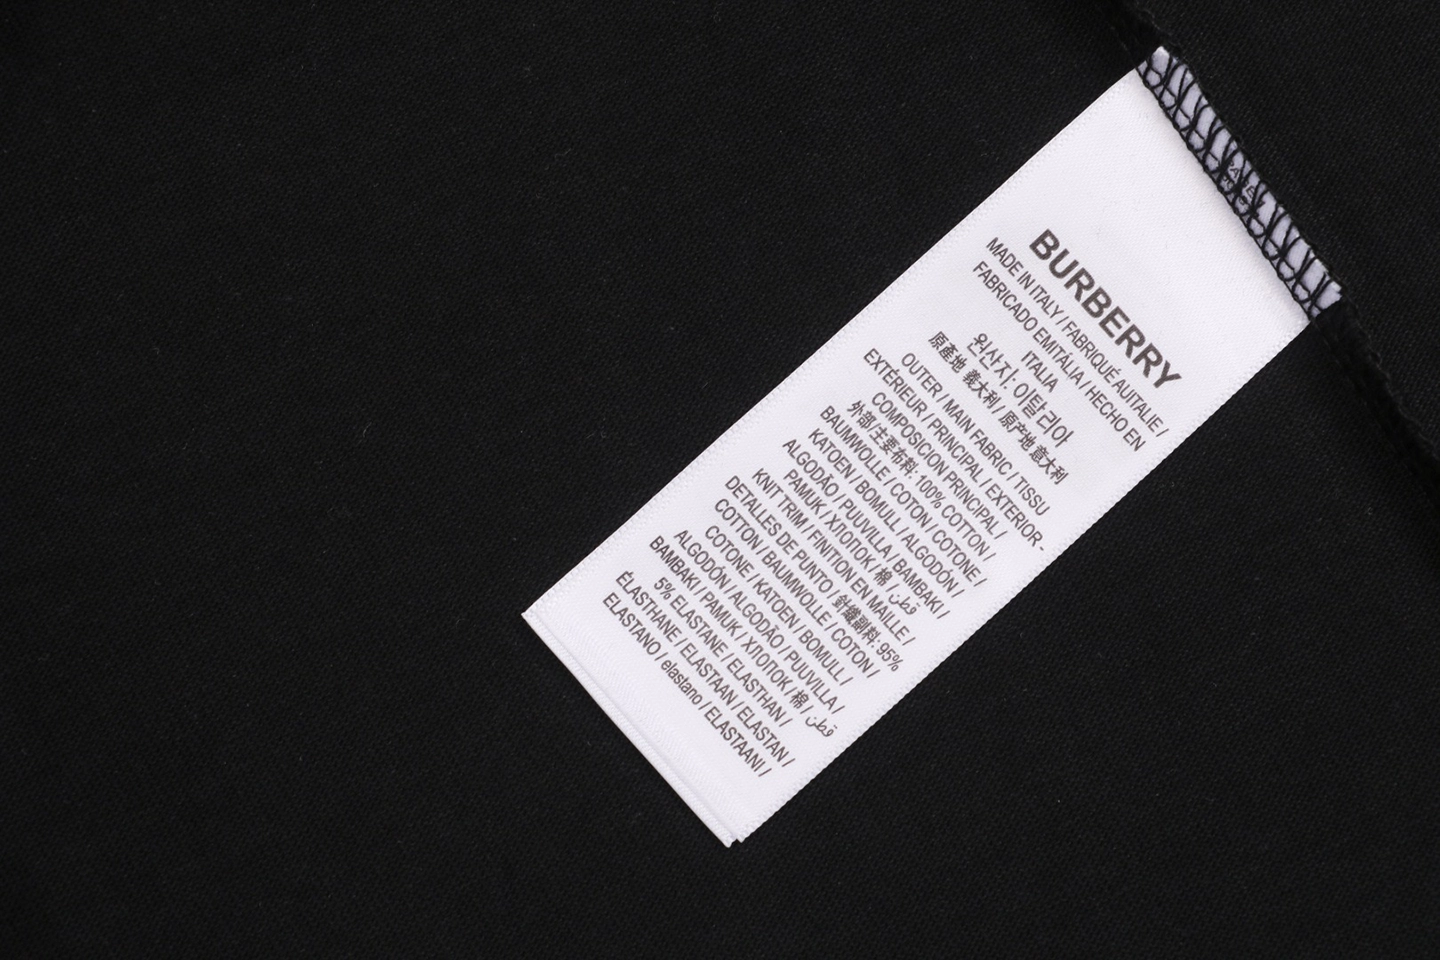 BURBERRY
MADE IN ITALY / FABRIQUÉ AUITALIE /
FABRICADO EMITÁLIA / HECHO EN
ITALIA
원산지: 이탈리아
原產地 義大利 / 原产地 意大利
OUTER / MAIN FABRIC / TISSU
EXTÉRIEUR / PRINCIPAL / EXTERIOR -
COMPOSICION PRINCIPAL /
外部/主要布料: 100% COTTON /
BAUMWOLLE / COTON / COTONE /
KATOEN / BOMULL / ALGODÓN /
ALGODÃO / PUUVILLA / BAMBAKI /
PAMUK / ХЛОПОК / 棉 / قطن
KNIT TRIM / FINITION EN MAILLE /
DETALLES DE PUNTO / 針織副料: 95%
COTTON / BAUMWOLLE / COTON /
COTONE / KATOEN / BOMULL /
ALGODÓN / ALGODÃO / PUUVILLA /
BAMBAKI / PAMUK / ХЛОПОК / 棉 / قطن
5% ELASTANE / ELASTHAN /
ÉLASTHANE / ELASTAAN / ELASTAN /
ELASTANO / elastano / ELASTAANI /